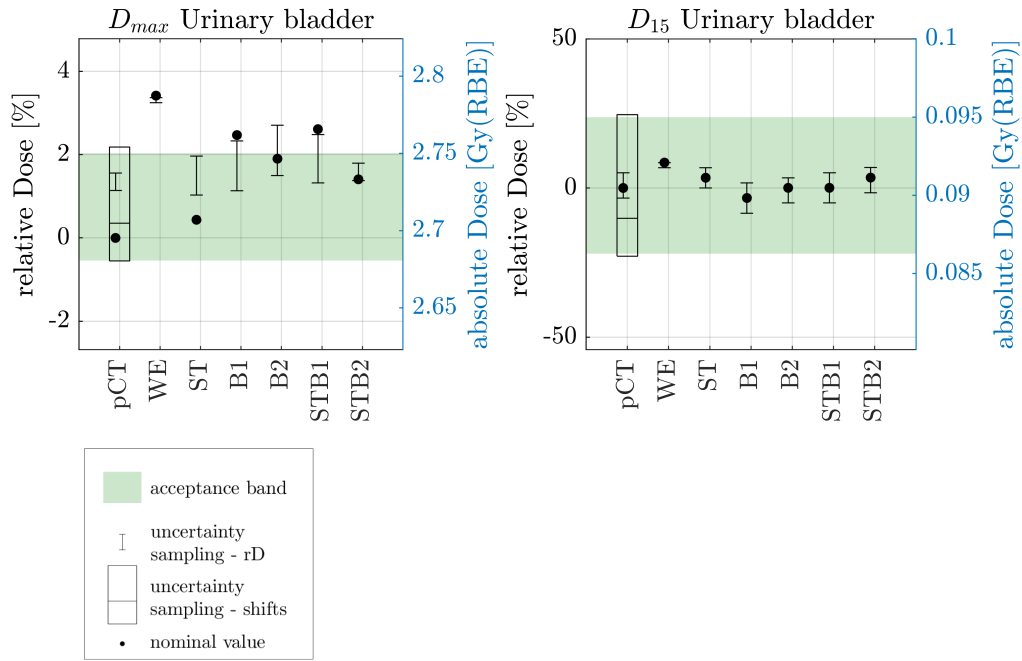 D_max Urinary bladder
relative Dose [%]
4
2
0
-2
2.8
2.75
2.7
2.65
absolute Dose [Gy(RBE)]
pCT
WE
ST
B1
B2
STB1
STB2
D_15 Urinary bladder
relative Dose [%]
50
0
-50
0.1
0.095
0.09
0.085
absolute Dose [Gy(RBE)]
pCT
WE
ST
B1
B2
STB1
STB2
acceptance band
uncertainty
sampling - rD
uncertainty
sampling - shifts
nominal value